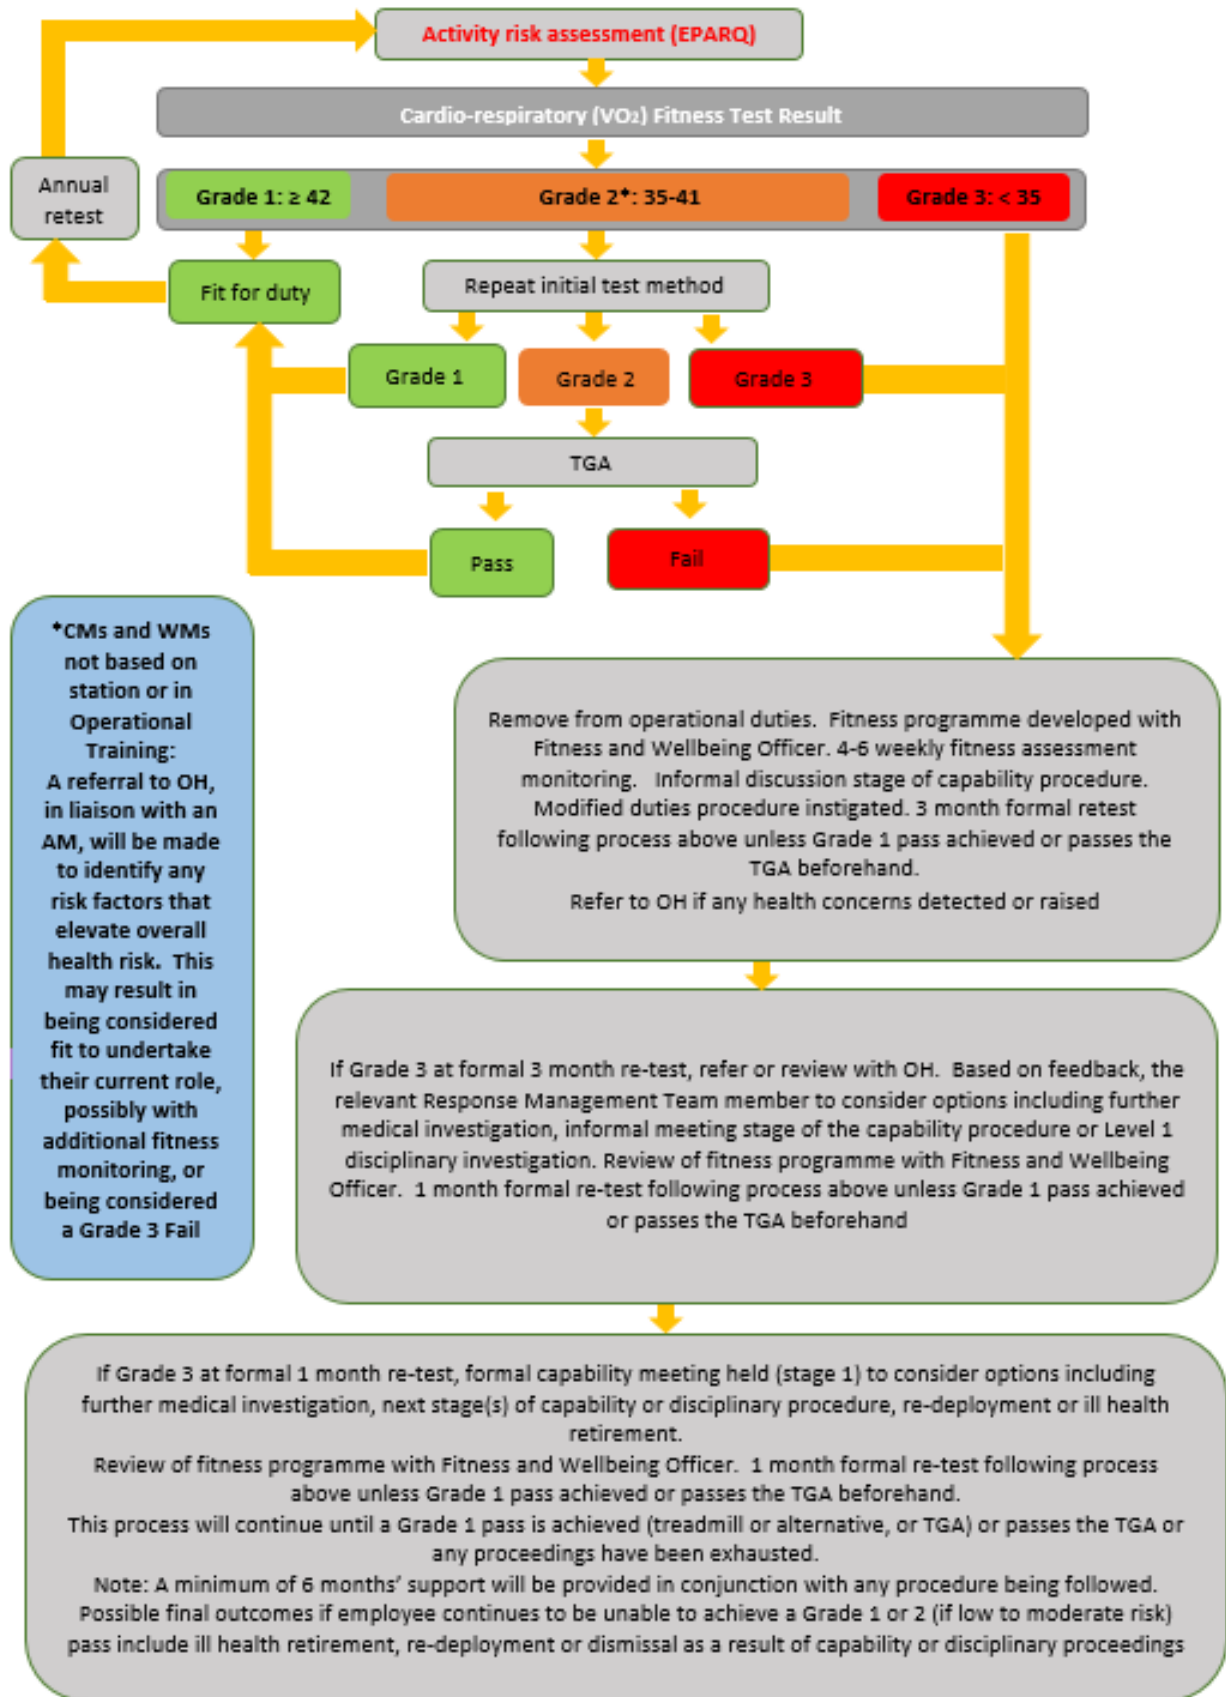 Activity risk assessment (EPARQ)
Cardio-respiratory (VO₂) Fitness Test Result
Annual
retest
Grade 1: ≥ 42
Grade 2*: 35-41
Grade 3: < 35
Fit for duty
Repeat initial test method
Grade 1
Grade 2
Grade 3
TGA
Pass
Fail
*CMs and WMs
not based on
station or in
Operational
Training:
A referral to OH,
in liaison with an
AM, will be made
to identify any
risk factors that
elevate overall
health risk. This
may result in
being considered
fit to undertake
their current role,
possibly with
additional fitness
monitoring, or
being considered
a Grade 3 Fail
Remove from operational duties. Fitness programme developed with
Fitness and Wellbeing Officer. 4-6 weekly fitness assessment
monitoring. Informal discussion stage of capability procedure.
Modified duties procedure instigated. 3 month formal retest
following process above unless Grade 1 pass achieved or passes the
TGA beforehand.
Refer to OH if any health concerns detected or raised
If Grade 3 at formal 3 month re-test, refer or review with OH. Based on feedback, the
relevant Response Management Team member to consider options including further
medical investigation, informal meeting stage of the capability procedure or Level 1
disciplinary investigation. Review of fitness programme with Fitness and Wellbeing
Officer. 1 month formal re-test following process above unless Grade 1 pass achieved
or passes the TGA beforehand
If Grade 3 at formal 1 month re-test, formal capability meeting held (stage 1) to consider options including
further medical investigation, next stage(s) of capability or disciplinary procedure, re-deployment or ill health
retirement.
Review of fitness programme with Fitness and Wellbeing Officer. 1 month formal re-test following process
above unless Grade 1 pass achieved or passes the TGA beforehand.
This process will continue until a Grade 1 pass is achieved (treadmill or alternative, or TGA) or passes the TGA or
any proceedings have been exhausted.
Note: A minimum of 6 months' support will be provided in conjunction with any procedure being followed.
Possible final outcomes if employee continues to be unable to achieve a Grade 1 or 2 (if low to moderate risk)
pass include ill health retirement, re-deployment or dismissal as a result of capability or disciplinary proceedings